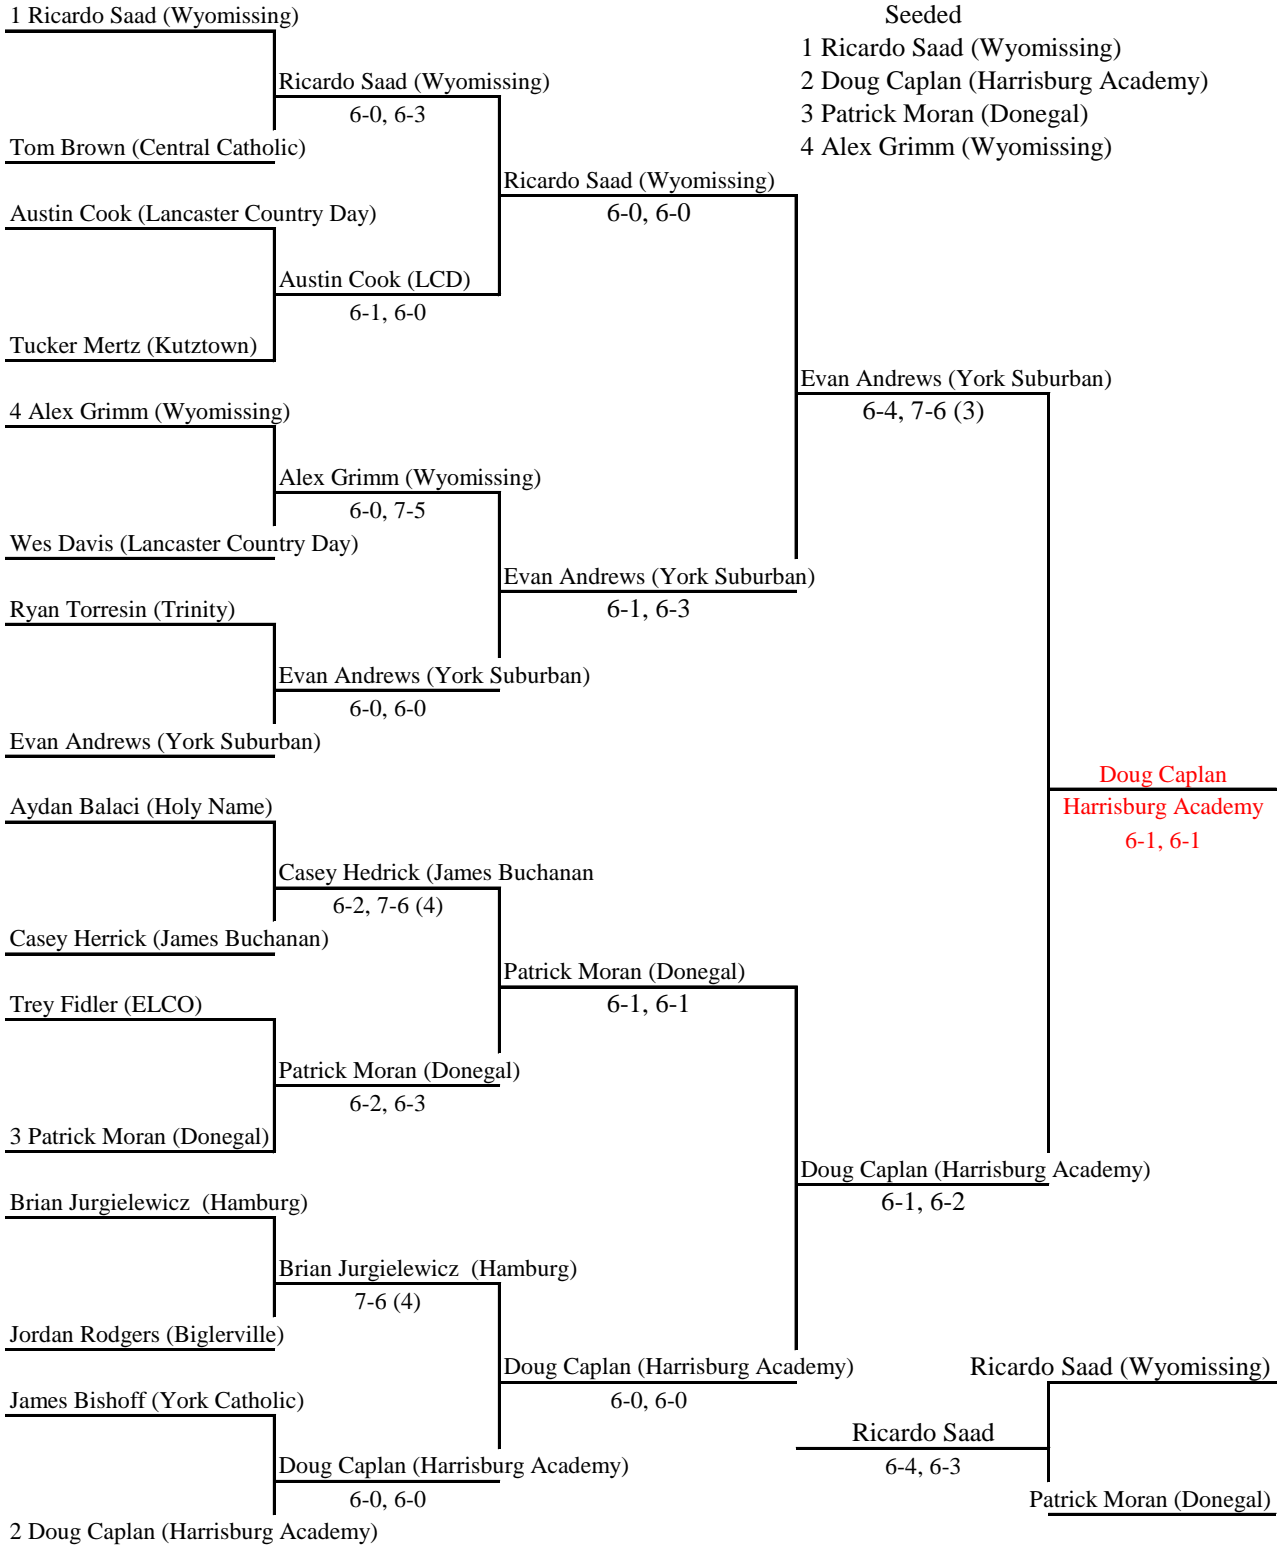 1 Ricardo Saad (Wyomissing)
Seeded
1 Ricardo Saad (Wyomissing)
2 Doug Caplan (Harrisburg Academy)
3 Patrick Moran (Donegal)
4 Alex Grimm (Wyomissing)
Ricardo Saad (Wyomissing)
6-0, 6-3
Tom Brown (Central Catholic)
Ricardo Saad (Wyomissing)
6-0, 6-0
Austin Cook (Lancaster Country Day)
Austin Cook (LCD)
6-1, 6-0
Tucker Mertz (Kutztown)
Evan Andrews (York Suburban)
6-4, 7-6 (3)
4 Alex Grimm (Wyomissing)
Alex Grimm (Wyomissing)
6-0, 7-5
Wes Davis (Lancaster Country Day)
Evan Andrews (York Suburban)
6-1, 6-3
Ryan Torresin (Trinity)
Evan Andrews (York Suburban)
6-0, 6-0
Evan Andrews (York Suburban)
Doug Caplan
Harrisburg Academy
6-1, 6-1
Aydan Balaci (Holy Name)
Casey Hedrick (James Buchanan
6-2, 7-6 (4)
Casey Herrick (James Buchanan)
Patrick Moran (Donegal)
6-1, 6-1
Trey Fidler (ELCO)
Patrick Moran (Donegal)
6-2, 6-3
3 Patrick Moran (Donegal)
Doug Caplan (Harrisburg Academy)
6-1, 6-2
Brian Jurgielewicz  (Hamburg)
Brian Jurgielewicz  (Hamburg)
7-6 (4)
Jordan Rodgers (Biglerville)
Doug Caplan (Harrisburg Academy)
6-0, 6-0
Ricardo Saad (Wyomissing)
James Bishoff (York Catholic)
Ricardo Saad
6-4, 6-3
Doug Caplan (Harrisburg Academy)
6-0, 6-0
Patrick Moran (Donegal)
2 Doug Caplan (Harrisburg Academy)